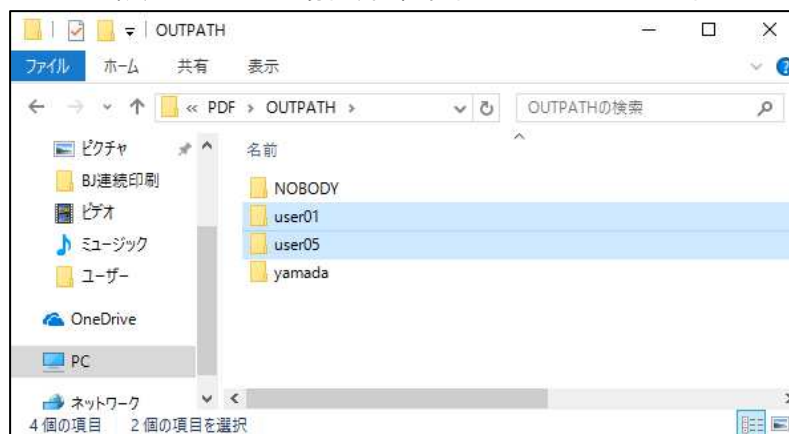 OUTPATH
ファイル ホーム 共有 表示
« PDF > OUTPATH > OUTPATHの検索
ピクチャ
BJ連続印刷
ビデオ
ミュージック
ユーザー
OneDrive
PC
ネットワーク
名前
NOBODY
user01
user05
yamada
4 個の項目 2 個の項目を選択